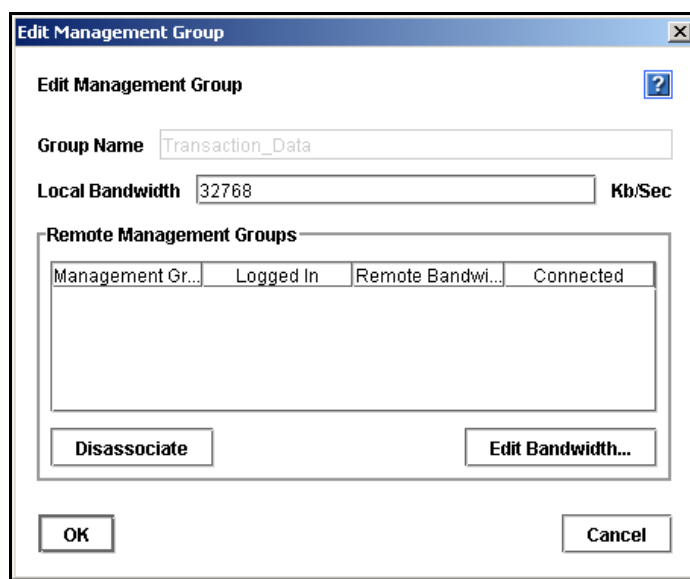 Edit Management Group
Edit Management Group
?
Group Name Transaction_Data
Local Bandwidth 32768 Kb/Sec
Remote Management Groups
Management Gr... Logged In Remote Bandwi... Connected
Disassociate Edit Bandwidth...
OK Cancel